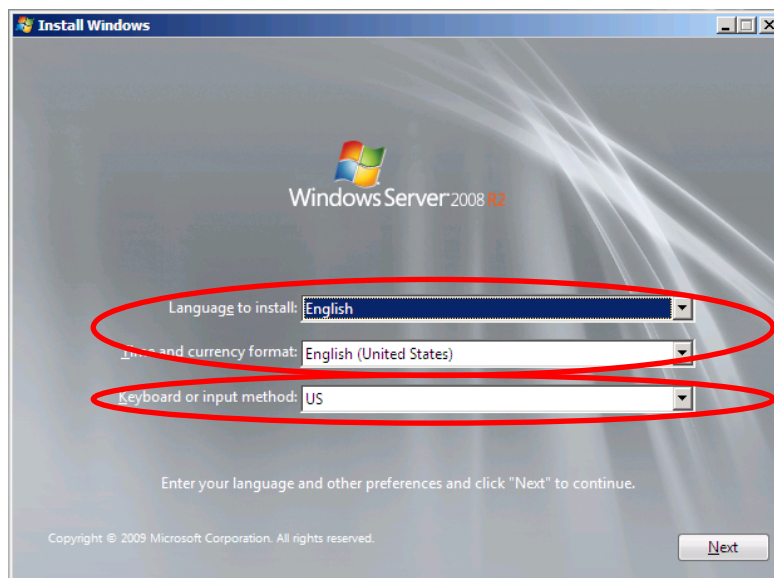 Install Windows
Windows Server 2008 R2
Language to install: English
Time and currency format: English (United States)
Keyboard or input method: US
Enter your language and other preferences and click "Next" to continue.
Copyright © 2009 Microsoft Corporation. All rights reserved.
Next